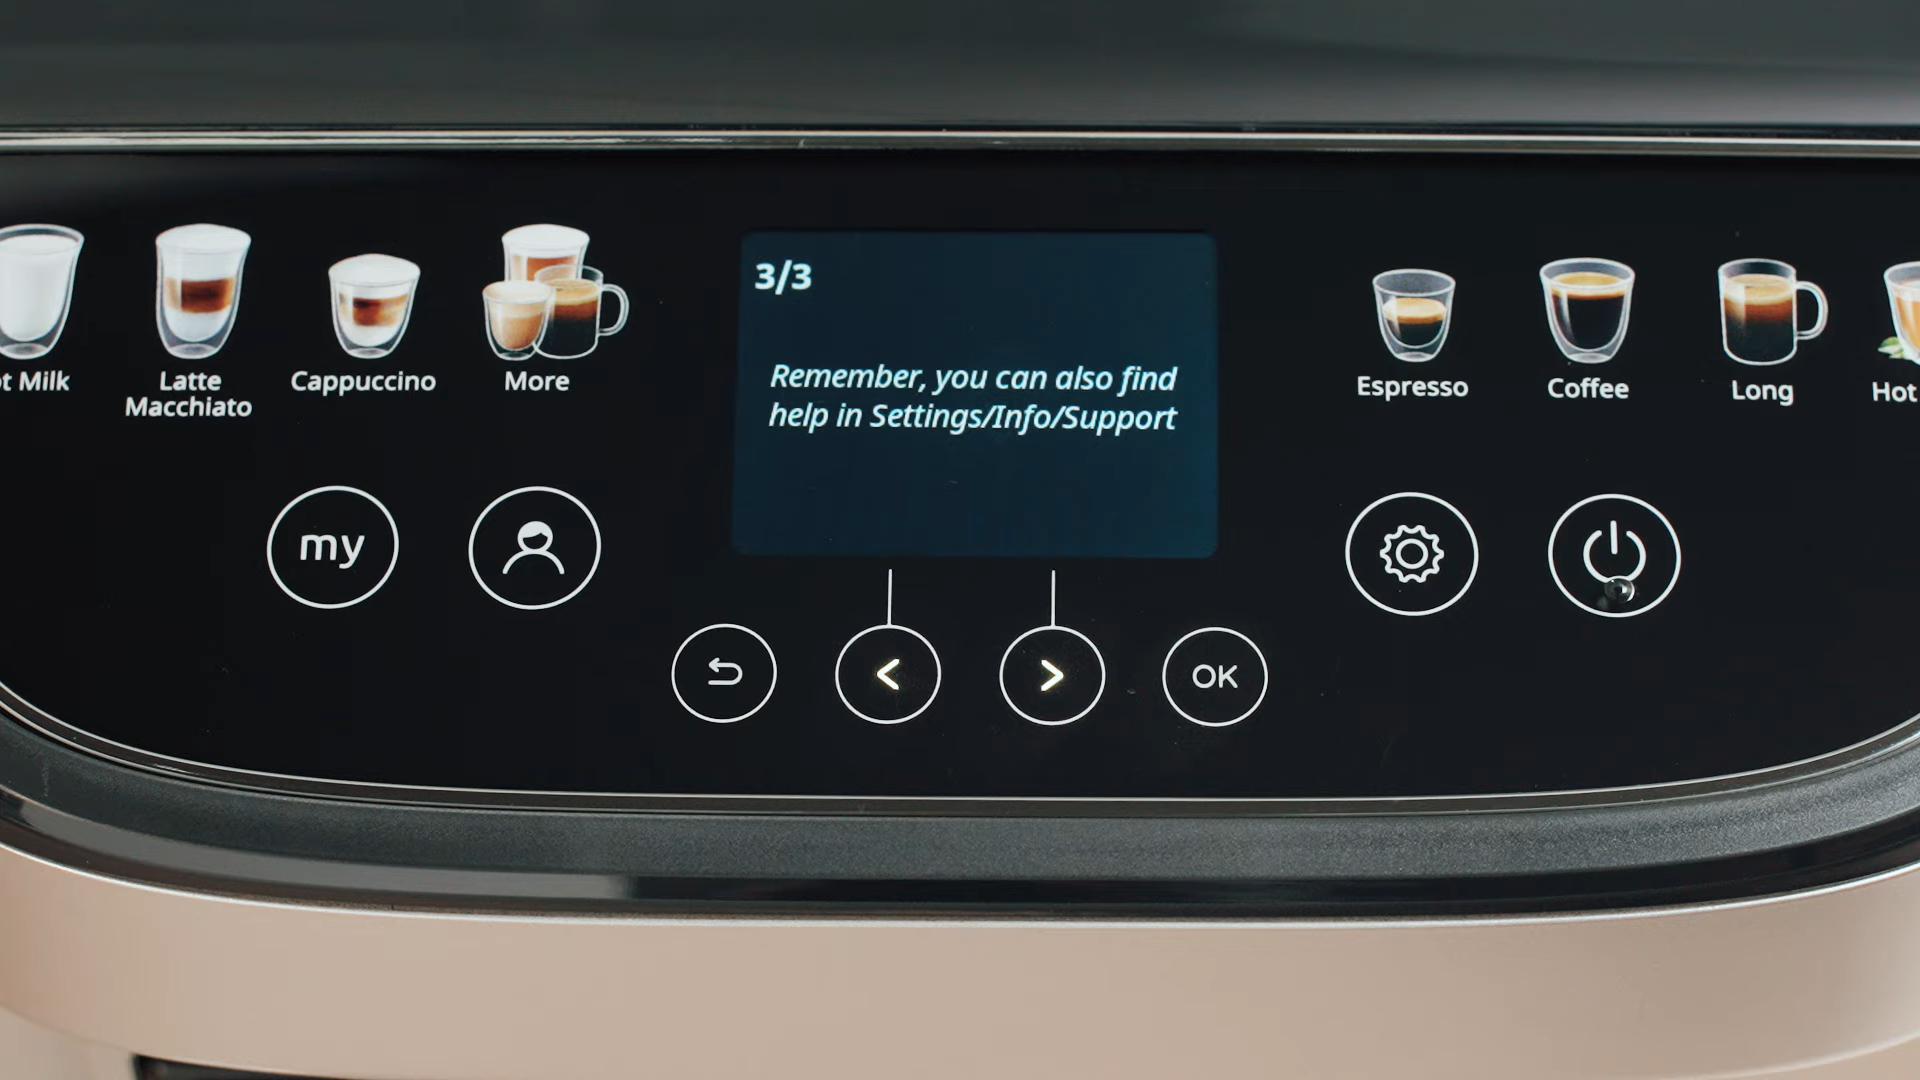 t Milk
Latte
Macchiato
Cappuccino
More
3/3
Remember, you can also find
help in Settings/Info/Support
Espresso
Coffee
Long
Hot
my
OK